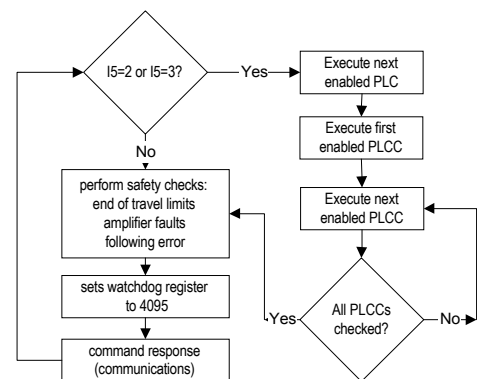 I5=2 or I5=3?
Yes
No
Execute next
enabled PLC
Execute first
enabled PLCC
Execute next
enabled PLCC
All PLCCs
checked?
No
Yes
perform safety checks:
end of travel limits
amplifier faults
following error
sets watchdog register
to 4095
command response
(communications)